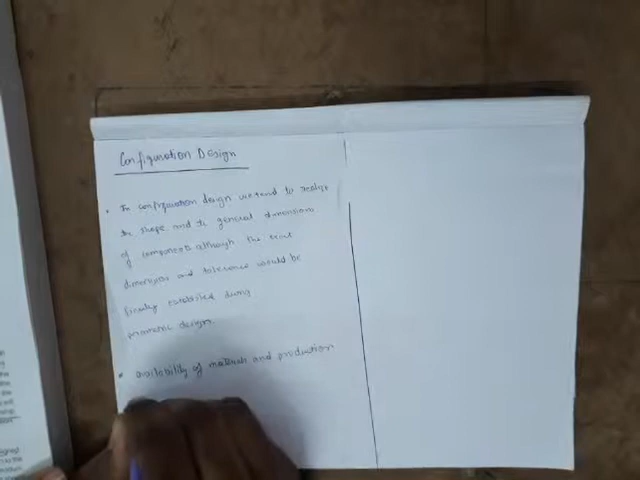 Configuration Design
• In configuration design we tend to realise
the shape and the general dimensions
of components although the exact
dimensions and tolerance would be
finally established during
parametric design.
• availability of materials and production